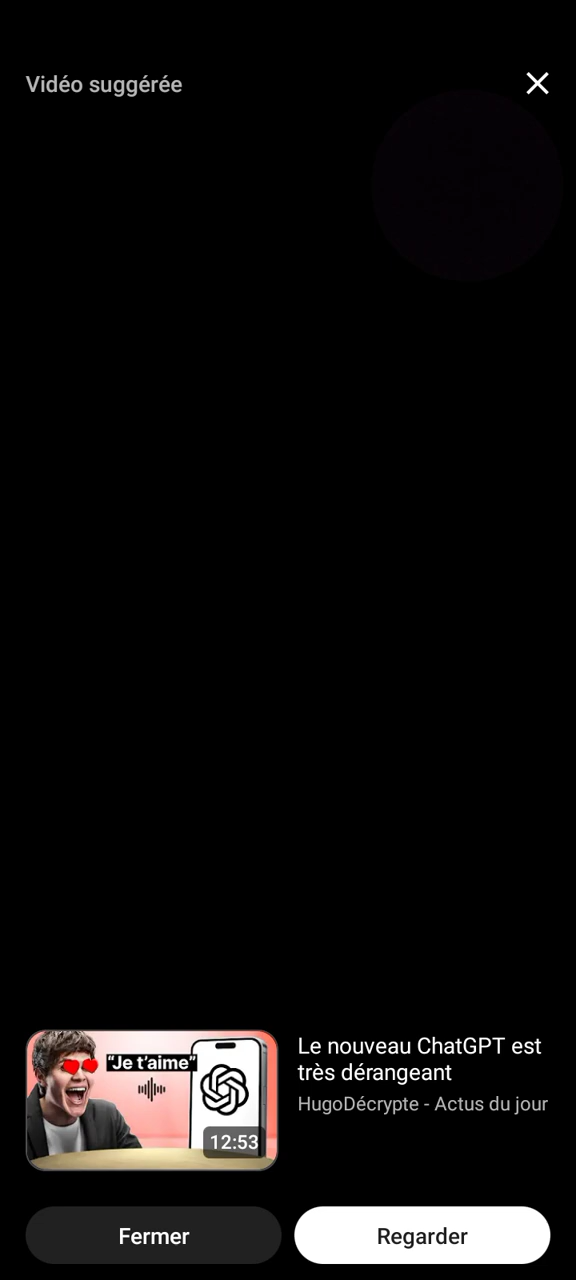 Vidéo suggérée
"Je t'aime"
12:53
Le nouveau ChatGPT est
très dérangeant
HugoDécrypte - Actus du jour
Fermer
Regarder